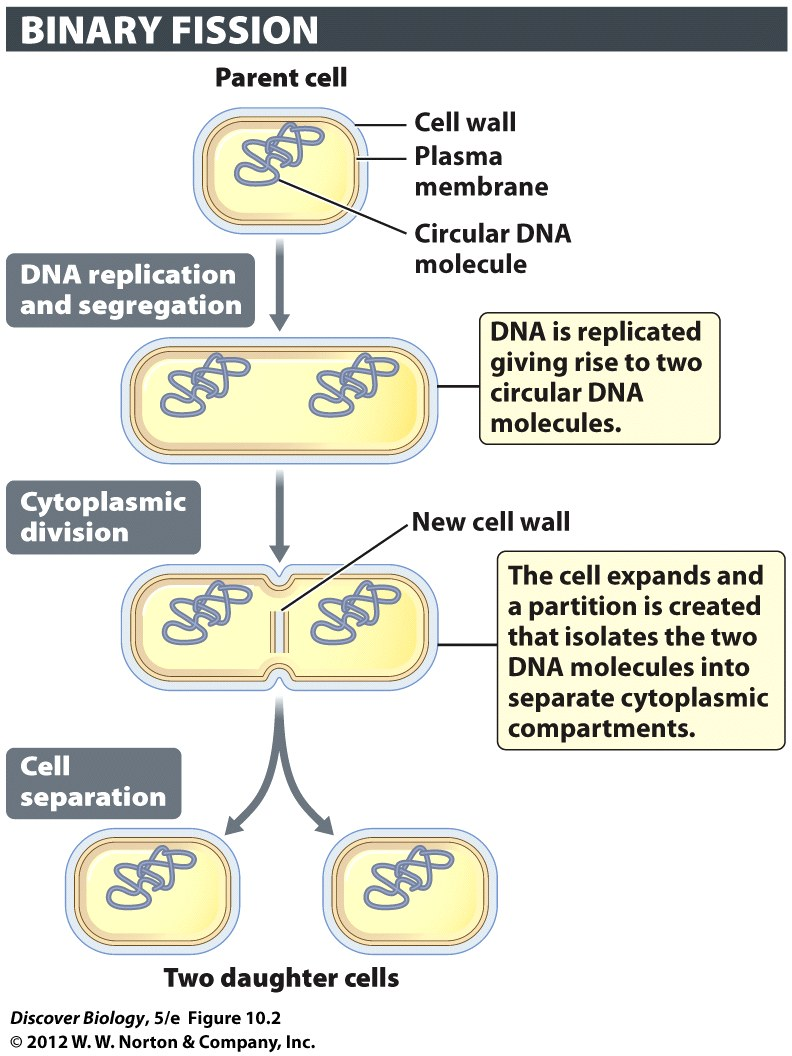 BINARY FISSION
Parent cell
Cell wall
Plasma
membrane
Circular DNA
molecule
DNA replication
and segregation
DNA is replicated
giving rise to two
circular DNA
molecules.
Cytoplasmic
division
New cell wall
The cell expands and
a partition is created
that isolates the two
DNA molecules into
separate cytoplasmic
compartments.
Cell
separation
Two daughter cells
Discover Biology, 5/e Figure 10.2
© 2012 W. W. Norton & Company, Inc.